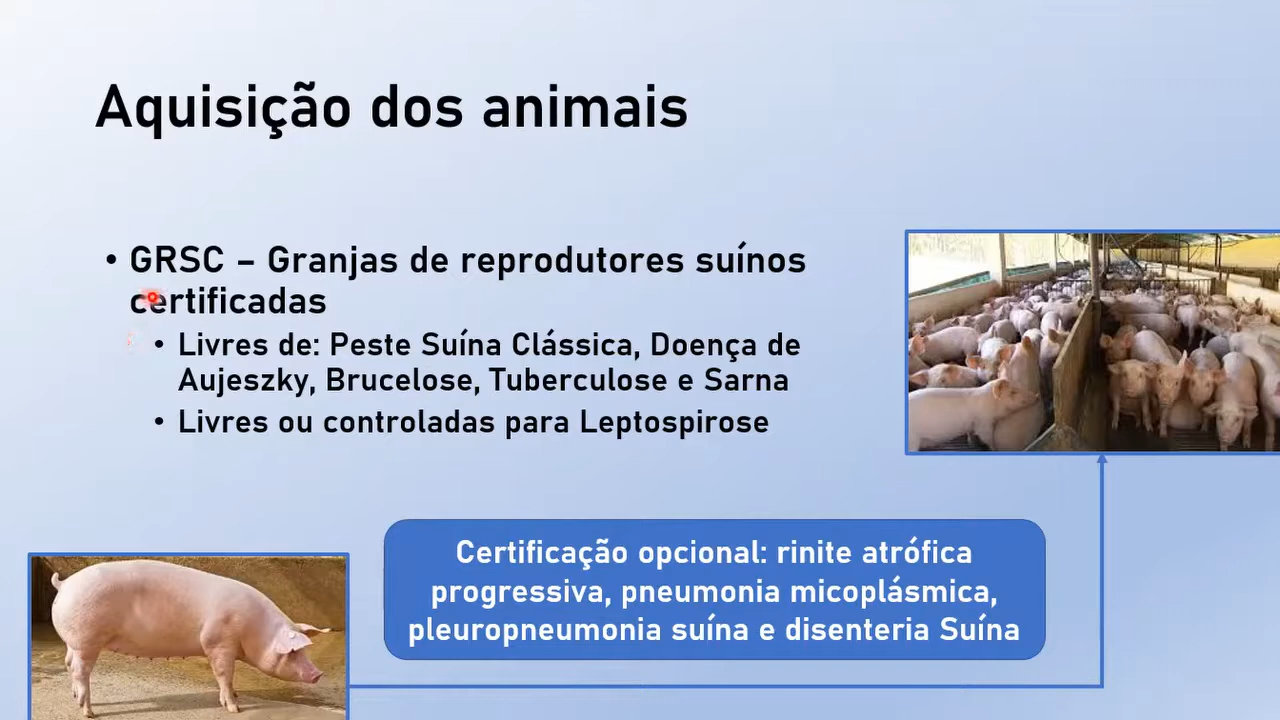 Aquisição dos animais
• GRSC – Granjas de reprodutores suínos
certificadas
• Livres de: Peste Suína Clássica, Doença de
Aujeszky, Brucelose, Tuberculose e Sarna
• Livres ou controladas para Leptospirose
Certificação opcional: rinite atrófica
progressiva, pneumonia micoplásmica,
pleuropneumonia suína e disenteria Suína